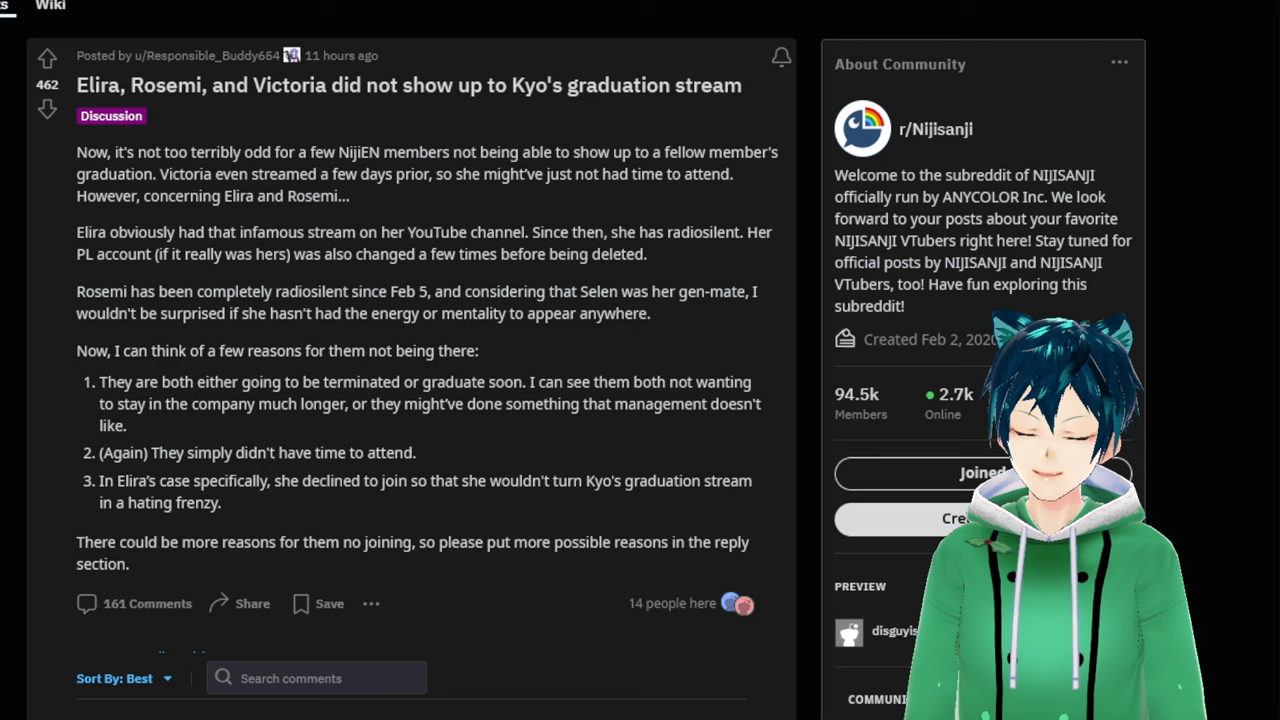 Wiki
Posted by u/Responsible_Buddy654 11 hours ago
462
Elira, Rosemi, and Victoria did not show up to Kyo's graduation stream
Discussion
Now, it's not too terribly odd for a few NijiEN members not being able to show up to a fellow member's
graduation. Victoria even streamed a few days prior, so she might've just not had time to attend.
However, concerning Elira and Rosemi...
Elira obviously had that infamous stream on her YouTube channel. Since then, she has radiosilent. Her
PL account (if it really was hers) was also changed a few times before being deleted.
Rosemi has been completely radiosilent since Feb 5, and considering that Selen was her gen-mate, I
wouldn't be surprised if she hasn't had the energy or mentality to appear anywhere.
Now, I can think of a few reasons for them not being there:
1. They are both either going to be terminated or graduate soon. I can see them both not wanting
to stay in the company much longer, or they might've done something that management doesn't
like.
2. (Again) They simply didn't have time to attend.
3. In Elira's case specifically, she declined to join so that she wouldn't turn Kyo's graduation stream
in a hating frenzy.
There could be more reasons for them no joining, so please put more possible reasons in the reply
section.
161 Comments Share Save ••• 14 people here
Sort By: Best Search comments
About Community
r/Nijisanji
Welcome to the subreddit of NIJISANJI
officially run by ANYCOLOR Inc. We look
forward to your posts about your favorite
NIJISANJI VTubers right here! Stay tuned for
official posts by NIJISANJI and NIJISANJI
VTubers, too! Have fun exploring this
subreddit!
Created Feb 2, 2020
94.5k 2.7k
Members Online
Joined
Cre
PREVIEW
disguyis
COMMUNI